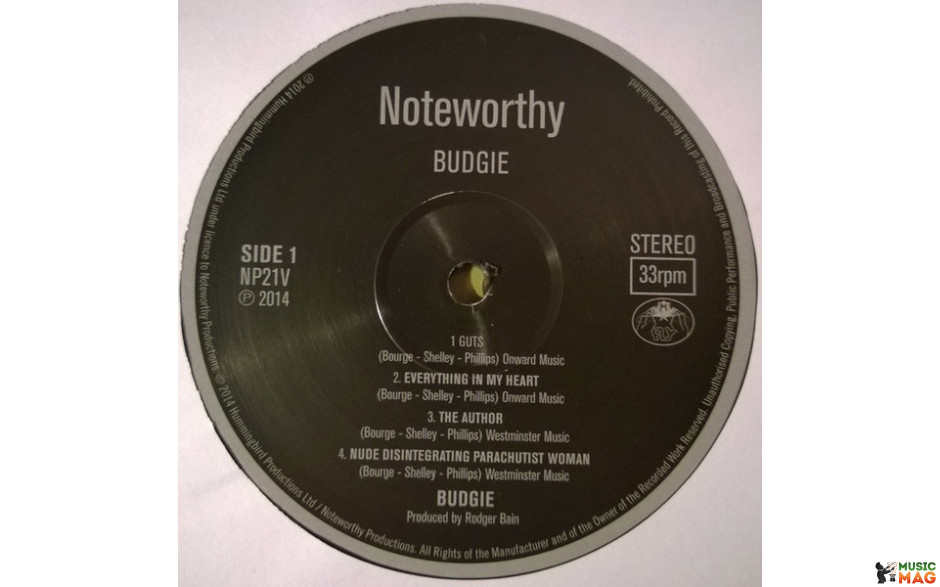 Noteworthy
BUDGIE
SIDE 1
NP21V
℗ 2014
STEREO
33rpm
FLY
1 GUTS
(Bourge - Shelley - Phillips) Onward Music
2. EVERYTHING IN MY HEART
(Bourge - Shelley - Phillips) Onward Music
3. THE AUTHOR
(Bourge - Shelley - Phillips) Westminster Music
4. NUDE DISINTEGRATING PARACHUTIST WOMAN
(Bourge - Shelley - Phillips) Westminster Music
BUDGIE
Produced by Rodger Bain
℗ 2014 Hummingbird Productions Ltd under licence to Noteworthy Productions. © 2014 Hummingbird Productions Ltd / Noteworthy Productions. All Rights of the Manufacturer and of the Owner of the Recorded Work Reserved. Unauthorised Copying, Public Performance and Broadcasting of this Record Prohibited.
MUSIC
MAG